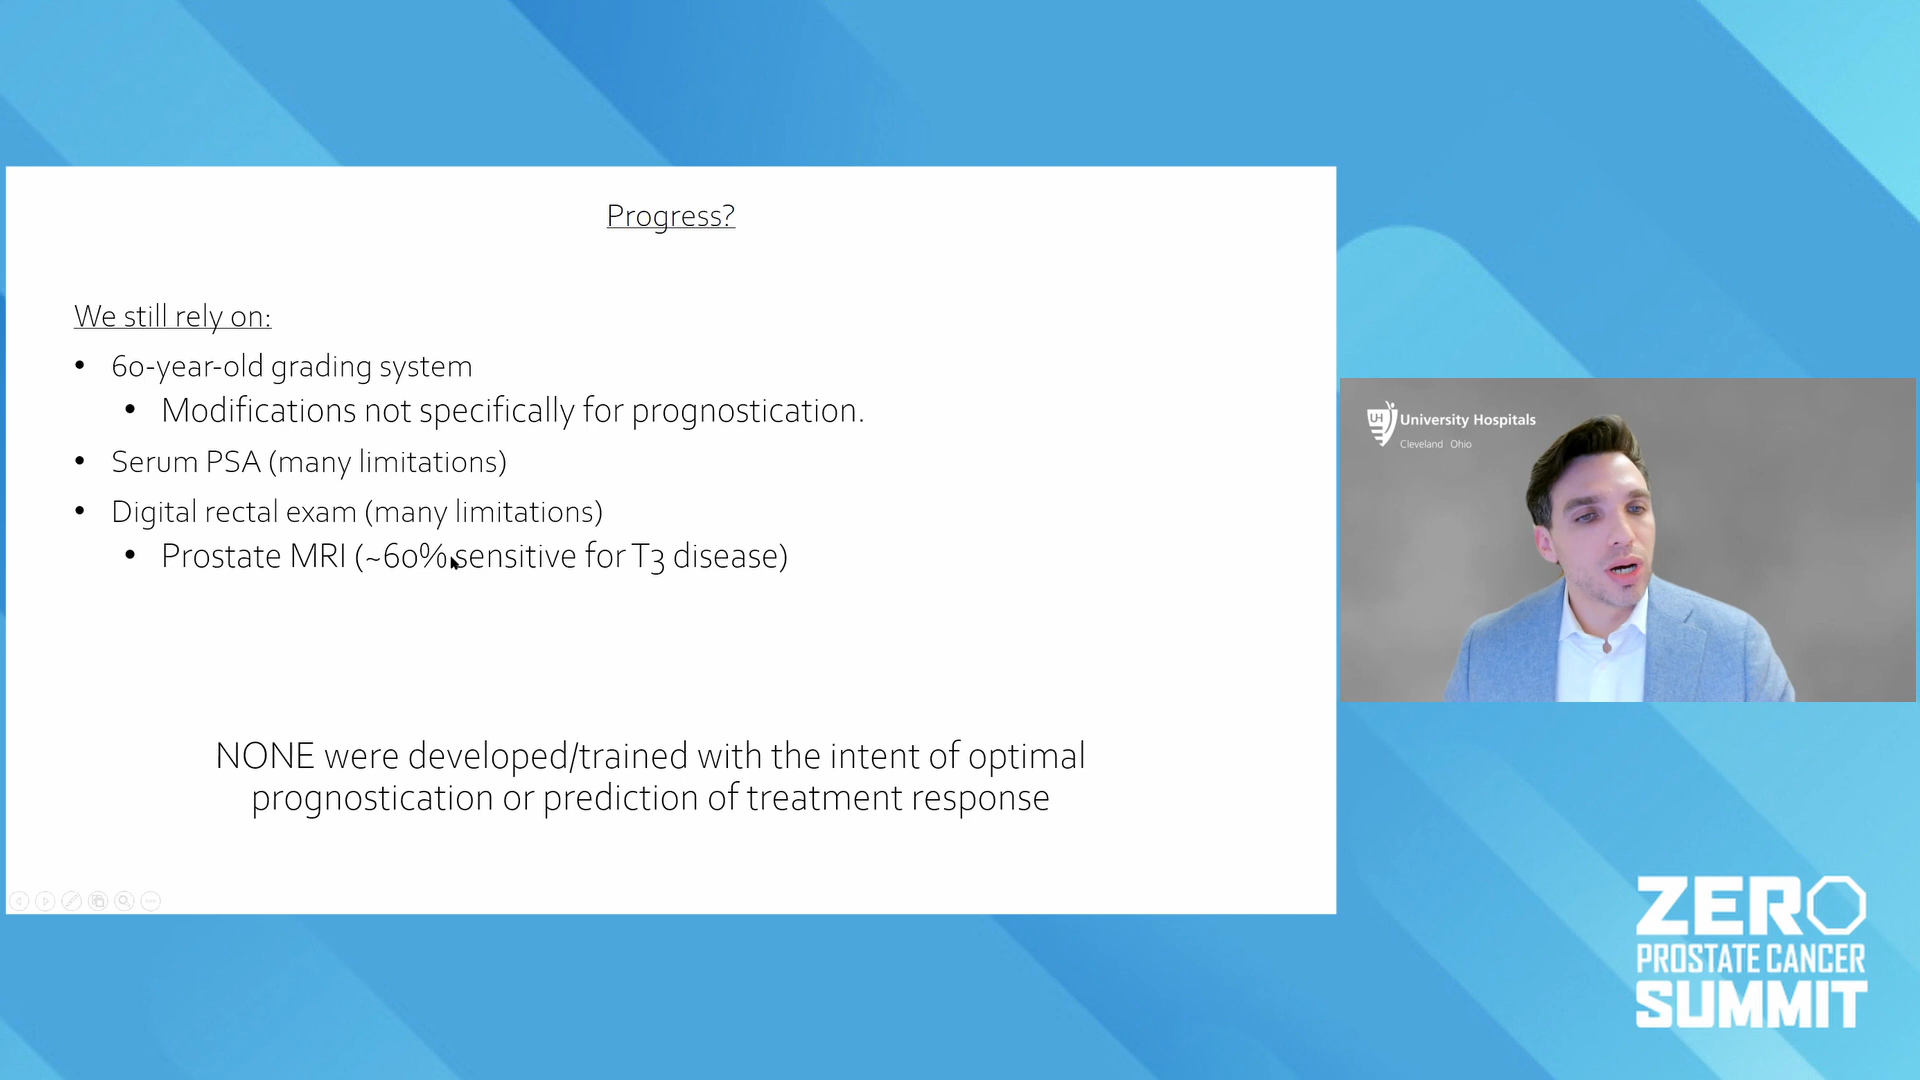 Progress?
We still rely on:
• 60-year-old grading system
• Modifications not specifically for prognostication.
• Serum PSA (many limitations)
• Digital rectal exam (many limitations)
• Prostate MRI (~60% sensitive for T3 disease)
NONE were developed/trained with the intent of optimal
prognostication or prediction of treatment response
UH University Hospitals
Cleveland Ohio
ZERO
PROSTATE CANCER
SUMMIT